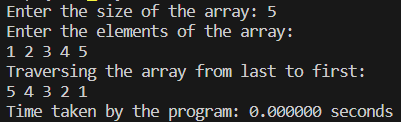 Enter the size of the array: 5
Enter the elements of the array:
1 2 3 4 5
Traversing the array from last to first:
5 4 3 2 1
Time taken by the program: 0.000000 seconds